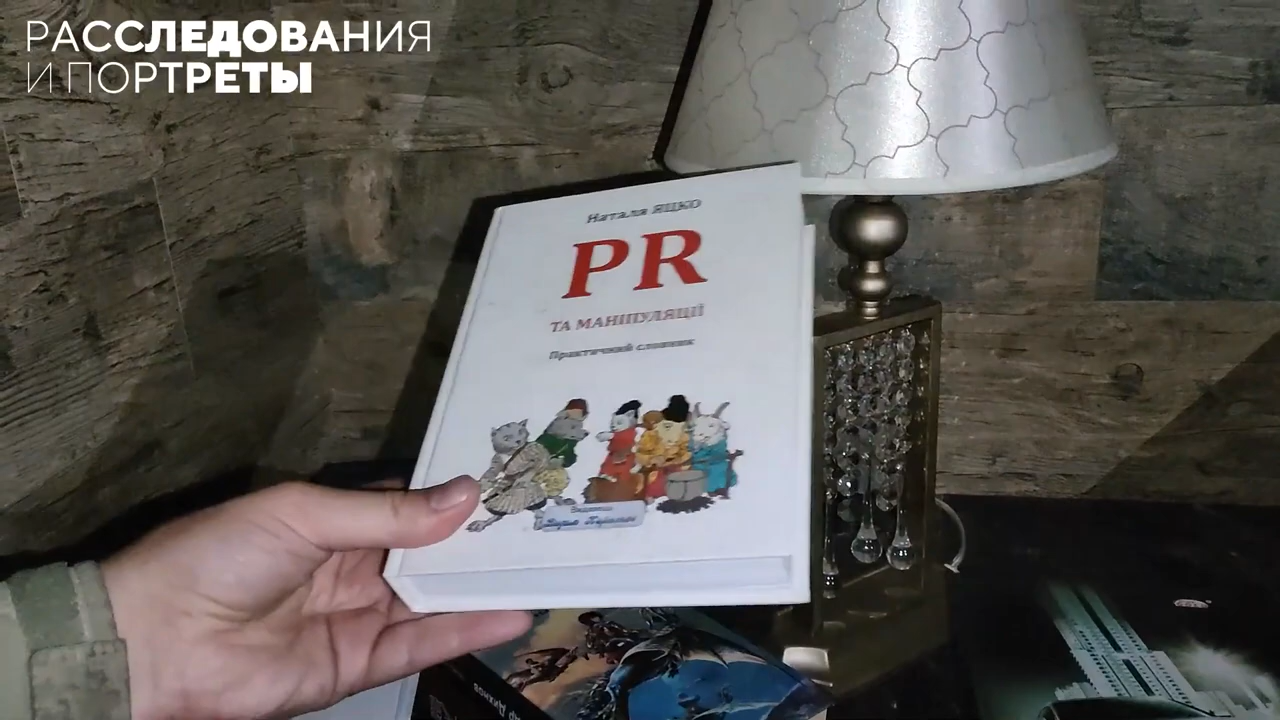 РАССЛЕДОВАНИЯ
И ПОРТРЕТЫ
Наталя ЯЦКО
PR
ТА МАНІПУЛЯЦІЇ
Практичний словник